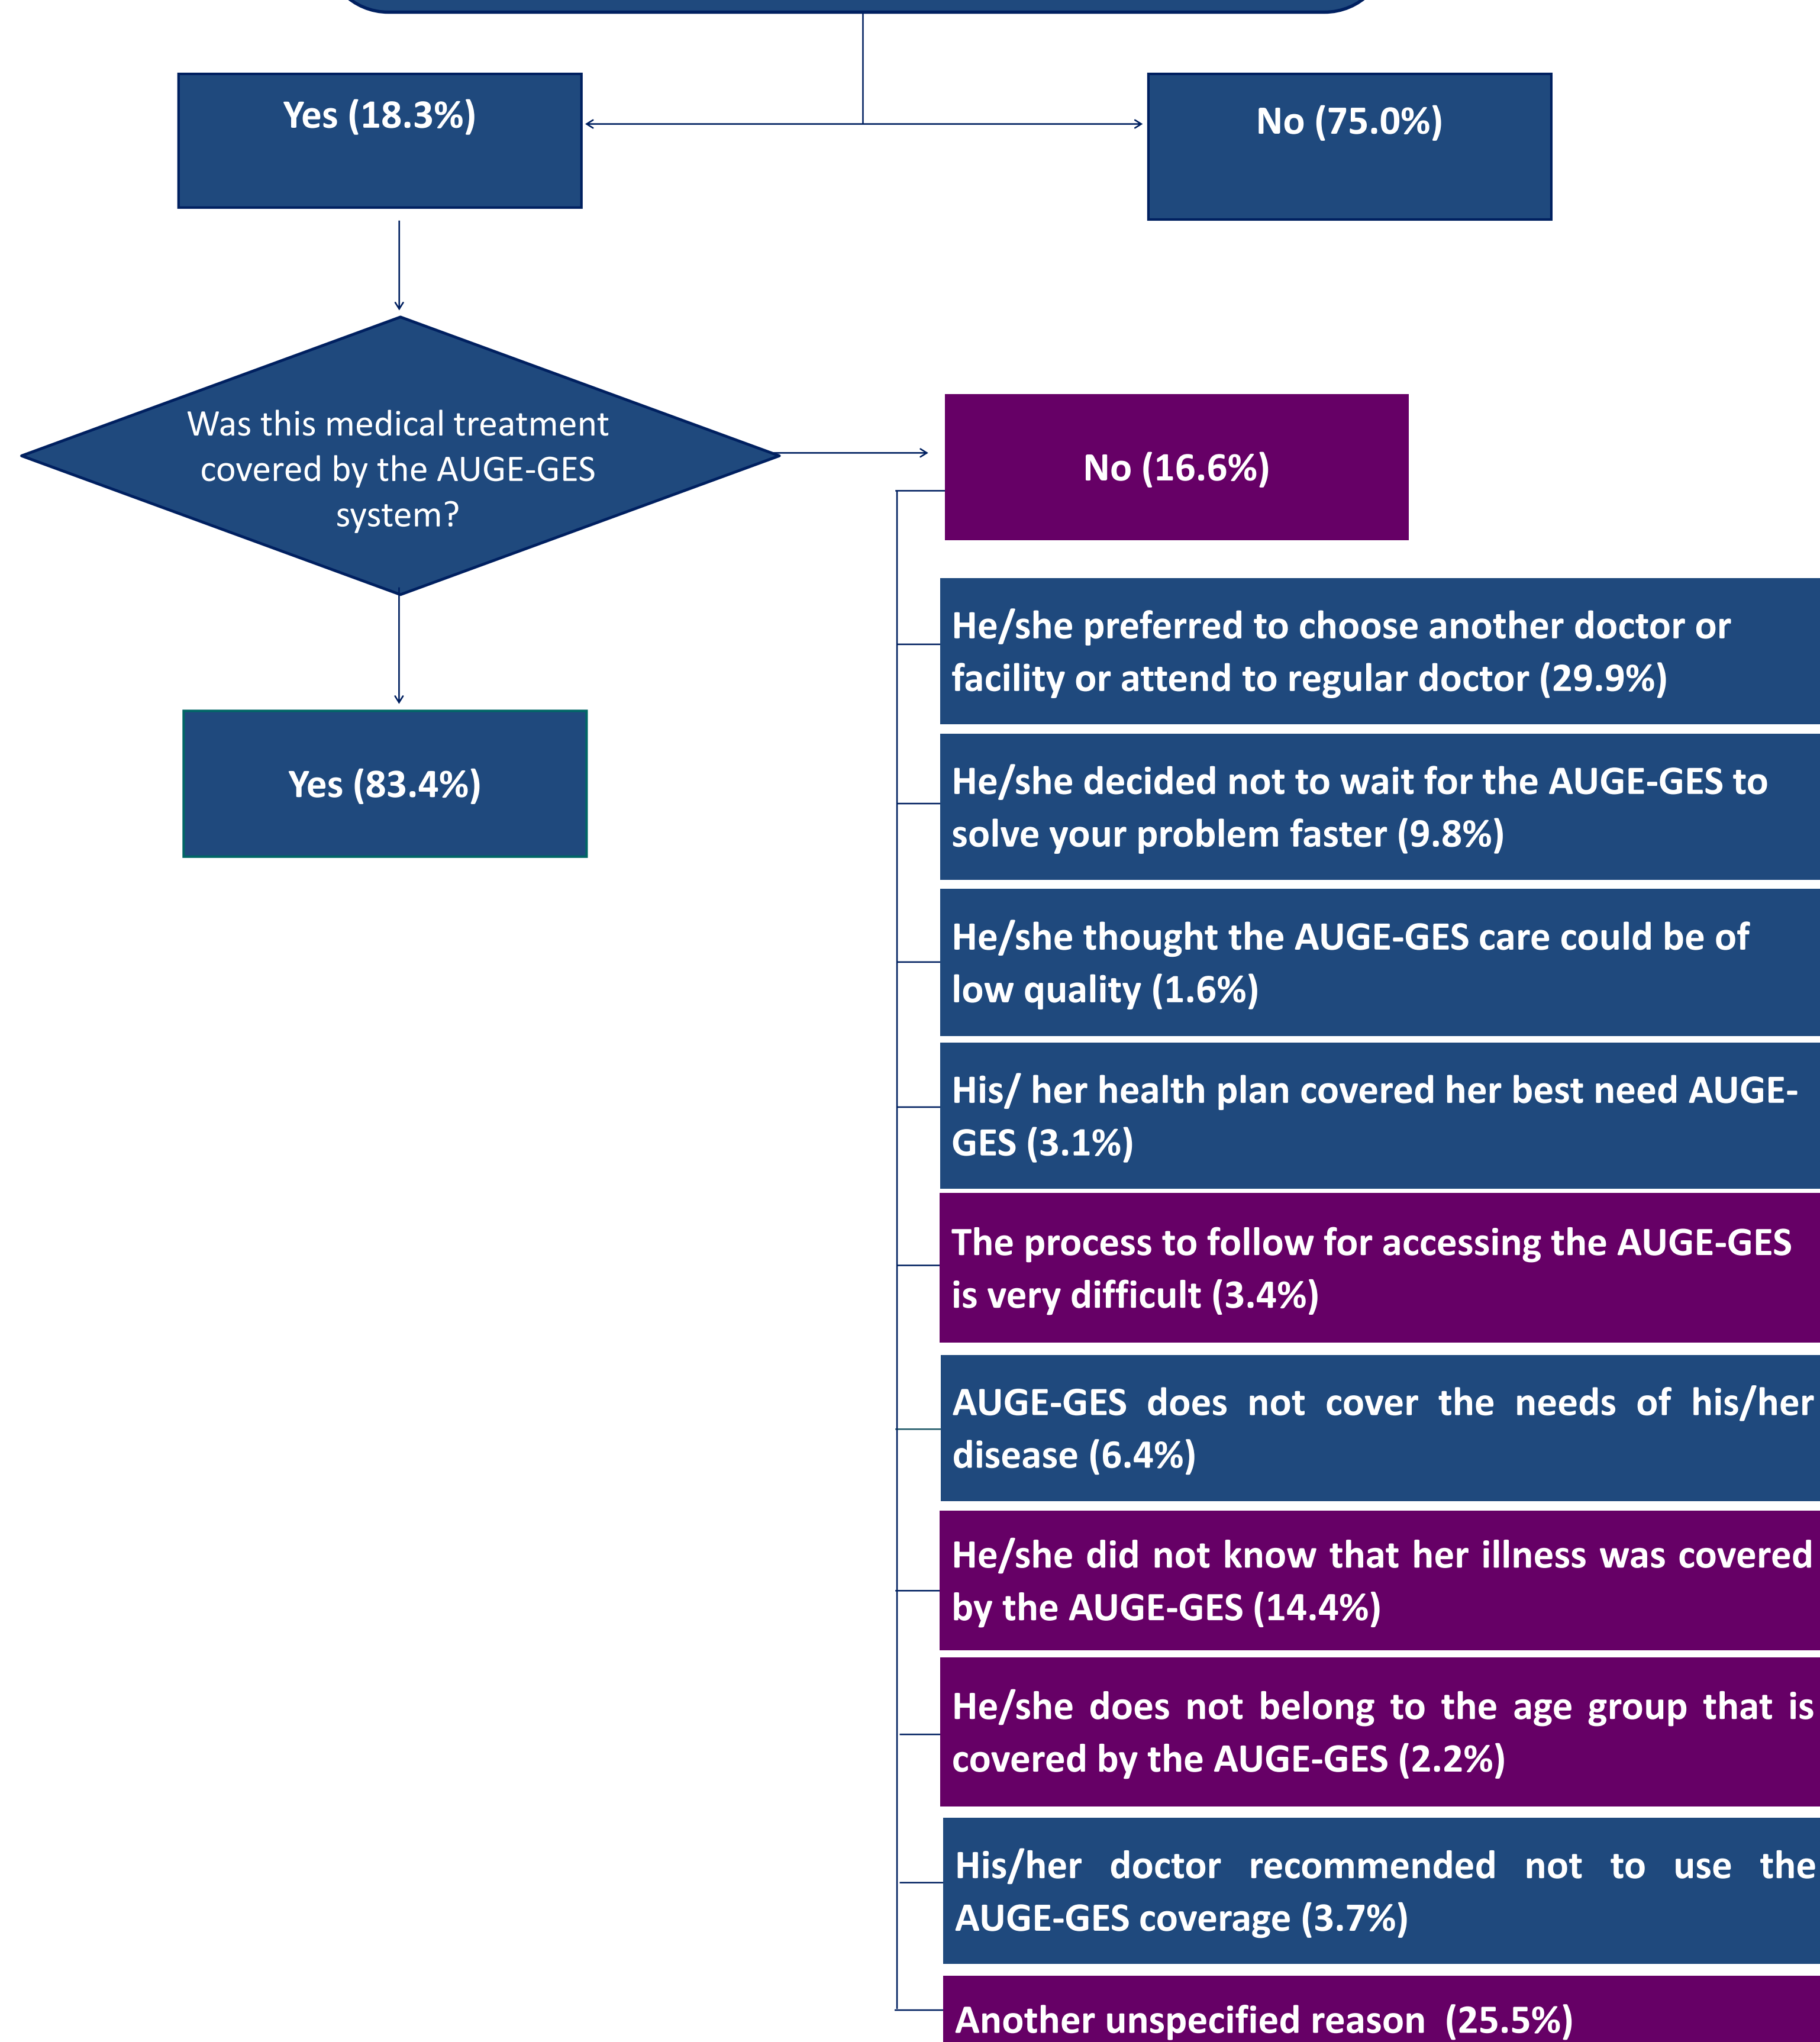 Yes (18.3%)
No (75.0%)
Was this medical treatment
covered by the AUGE-GES
system?
No (16.6%)
Yes (83.4%)
He/she preferred to choose another doctor or
facility or attend to regular doctor (29.9%)
He/she decided not to wait for the AUGE-GES to
solve your problem faster (9.8%)
He/she thought the AUGE-GES care could be of
low quality (1.6%)
His/ her health plan covered her best need AUGE-
GES (3.1%)
The process to follow for accessing the AUGE-GES
is very difficult (3.4%)
AUGE-GES does not cover the needs of his/her
disease (6.4%)
He/she did not know that her illness was covered
by the AUGE-GES (14.4%)
He/she does not belong to the age group that is
covered by the AUGE-GES (2.2%)
His/her doctor recommended not to use the
AUGE-GES coverage (3.7%)
Another unspecified reason (25.5%)